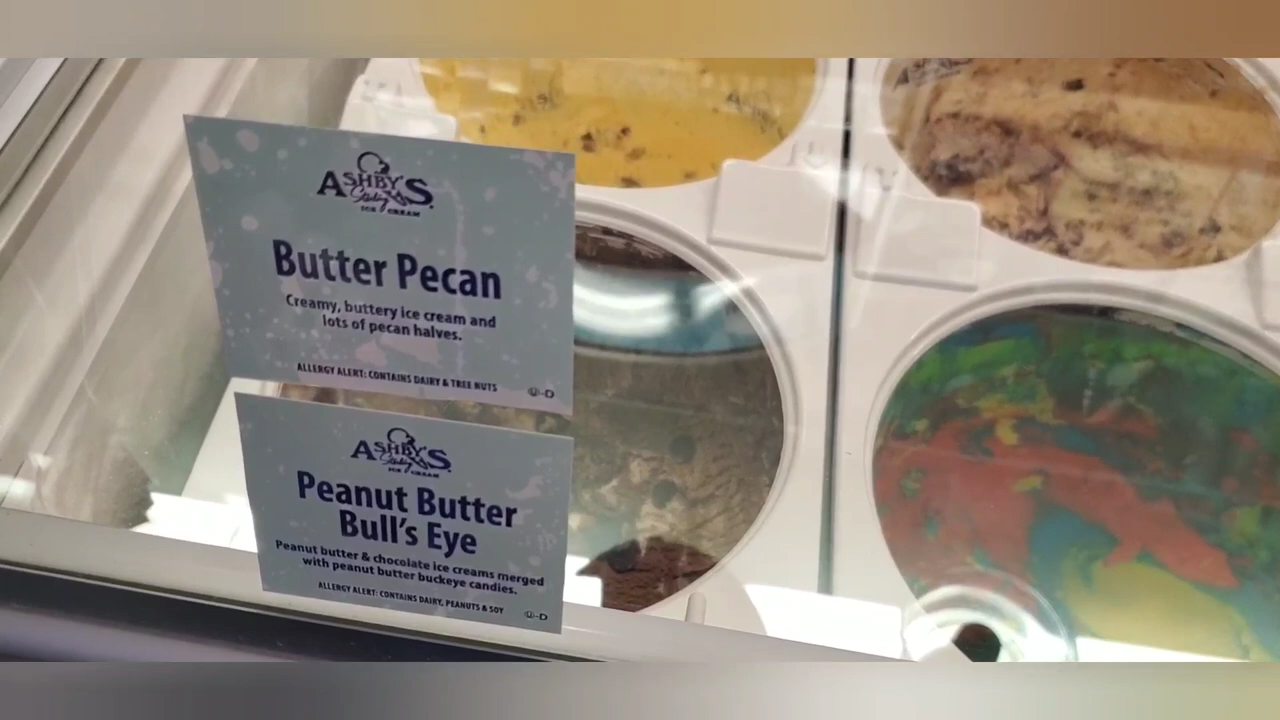 ASHBY'S
Sterling
ICE CREAM
Butter Pecan
Creamy, buttery ice cream and
lots of pecan halves.
ALLERGY ALERT: CONTAINS DAIRY & TREE NUTS
U-D
ASHBY'S
Sterling
ICE CREAM
Peanut Butter
Bull's Eye
Peanut butter & chocolate ice creams merged
with peanut butter buckeye candies.
ALLERGY ALERT: CONTAINS DAIRY, PEANUTS & SOY
U-D